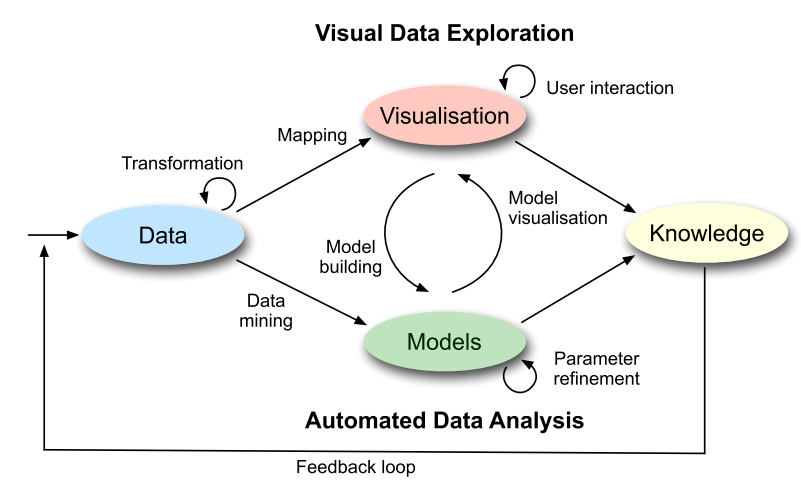 Visual Data Exploration
Visualisation
User interaction
Mapping
Transformation
Data
Model
building
Model
visualisation
Knowledge
Data
mining
Models
Parameter
refinement
Automated Data Analysis
Feedback loop